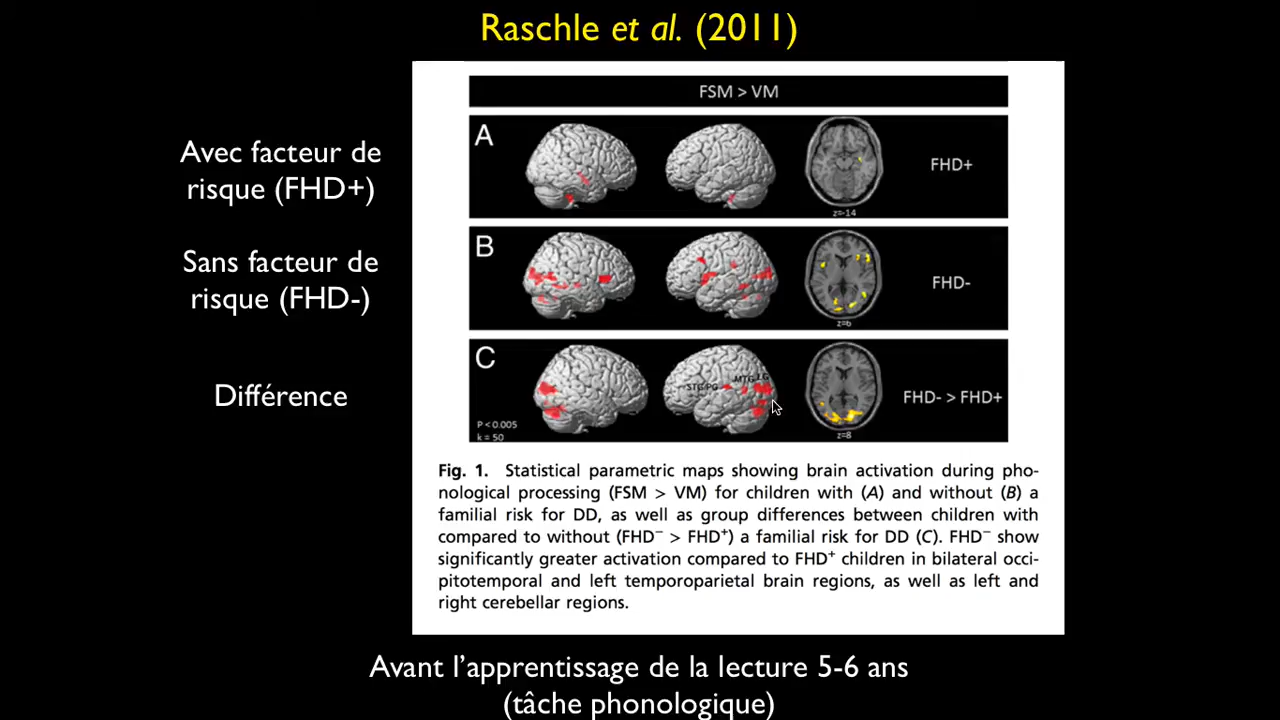 Raschle et al. (2011)
FSM > VM
Avec facteur de
risque (FHD+)
A
FHD+
z=-14
Sans facteur de
risque (FHD-)
B
FHD-
z=6
Différence
C
STG PG MTG LG
FHD- > FHD+
P < 0.005
k = 50
z=8
Fig. 1. Statistical parametric maps showing brain activation during pho-
nological processing (FSM > VM) for children with (A) and without (B) a
familial risk for DD, as well as group differences between children with
compared to without (FHD⁻ > FHD⁺) a familial risk for DD (C). FHD⁻ show
significantly greater activation compared to FHD⁺ children in bilateral occi-
pitotemporal and left temporoparietal brain regions, as well as left and
right cerebellar regions.
Avant l’apprentissage de la lecture 5-6 ans
(tâche phonologique)